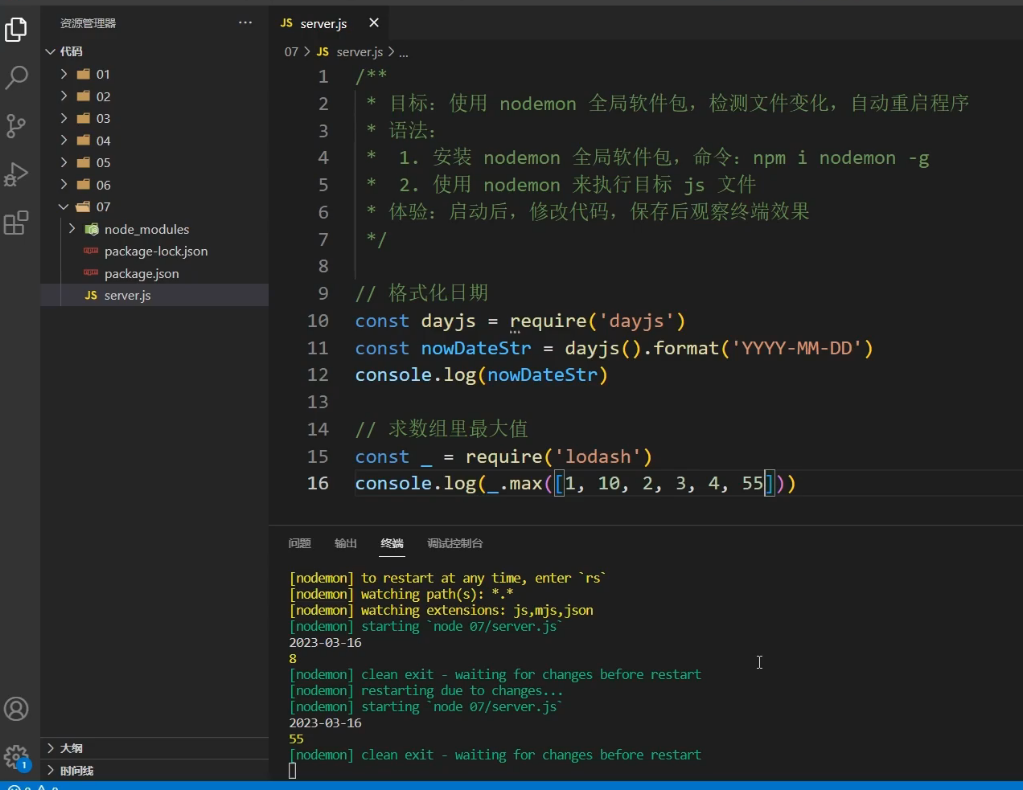 资源管理器 ...
代码
01
02
03
04
05
06
07
node_modules
package-lock.json
package.json
JS server.js
大纲
时间线
1
JS server.js ×
07 > JS server.js > ...
1 /**
2 * 目标：使用 nodemon 全局软件包，检测文件变化，自动重启程序
3 * 语法：
4 * 1. 安装 nodemon 全局软件包，命令：npm i nodemon -g
5 * 2. 使用 nodemon 来执行目标 js 文件
6 * 体验：启动后，修改代码，保存后观察终端效果
7 */
8
9 // 格式化日期
10 const dayjs = require('dayjs')
11 const nowDateStr = dayjs().format('YYYY-MM-DD')
12 console.log(nowDateStr)
13
14 // 求数组里最大值
15 const _ = require('lodash')
16 console.log(_.max([1, 10, 2, 3, 4, 55]))
问题 输出 终端 调试控制台
[nodemon] to restart at any time, enter `rs`
[nodemon] watching path(s): *.*
[nodemon] watching extensions: js,mjs,json
[nodemon] starting `node 07/server.js`
2023-03-16
8
[nodemon] clean exit - waiting for changes before restart
[nodemon] restarting due to changes...
[nodemon] starting `node 07/server.js`
2023-03-16
55
[nodemon] clean exit - waiting for changes before restart